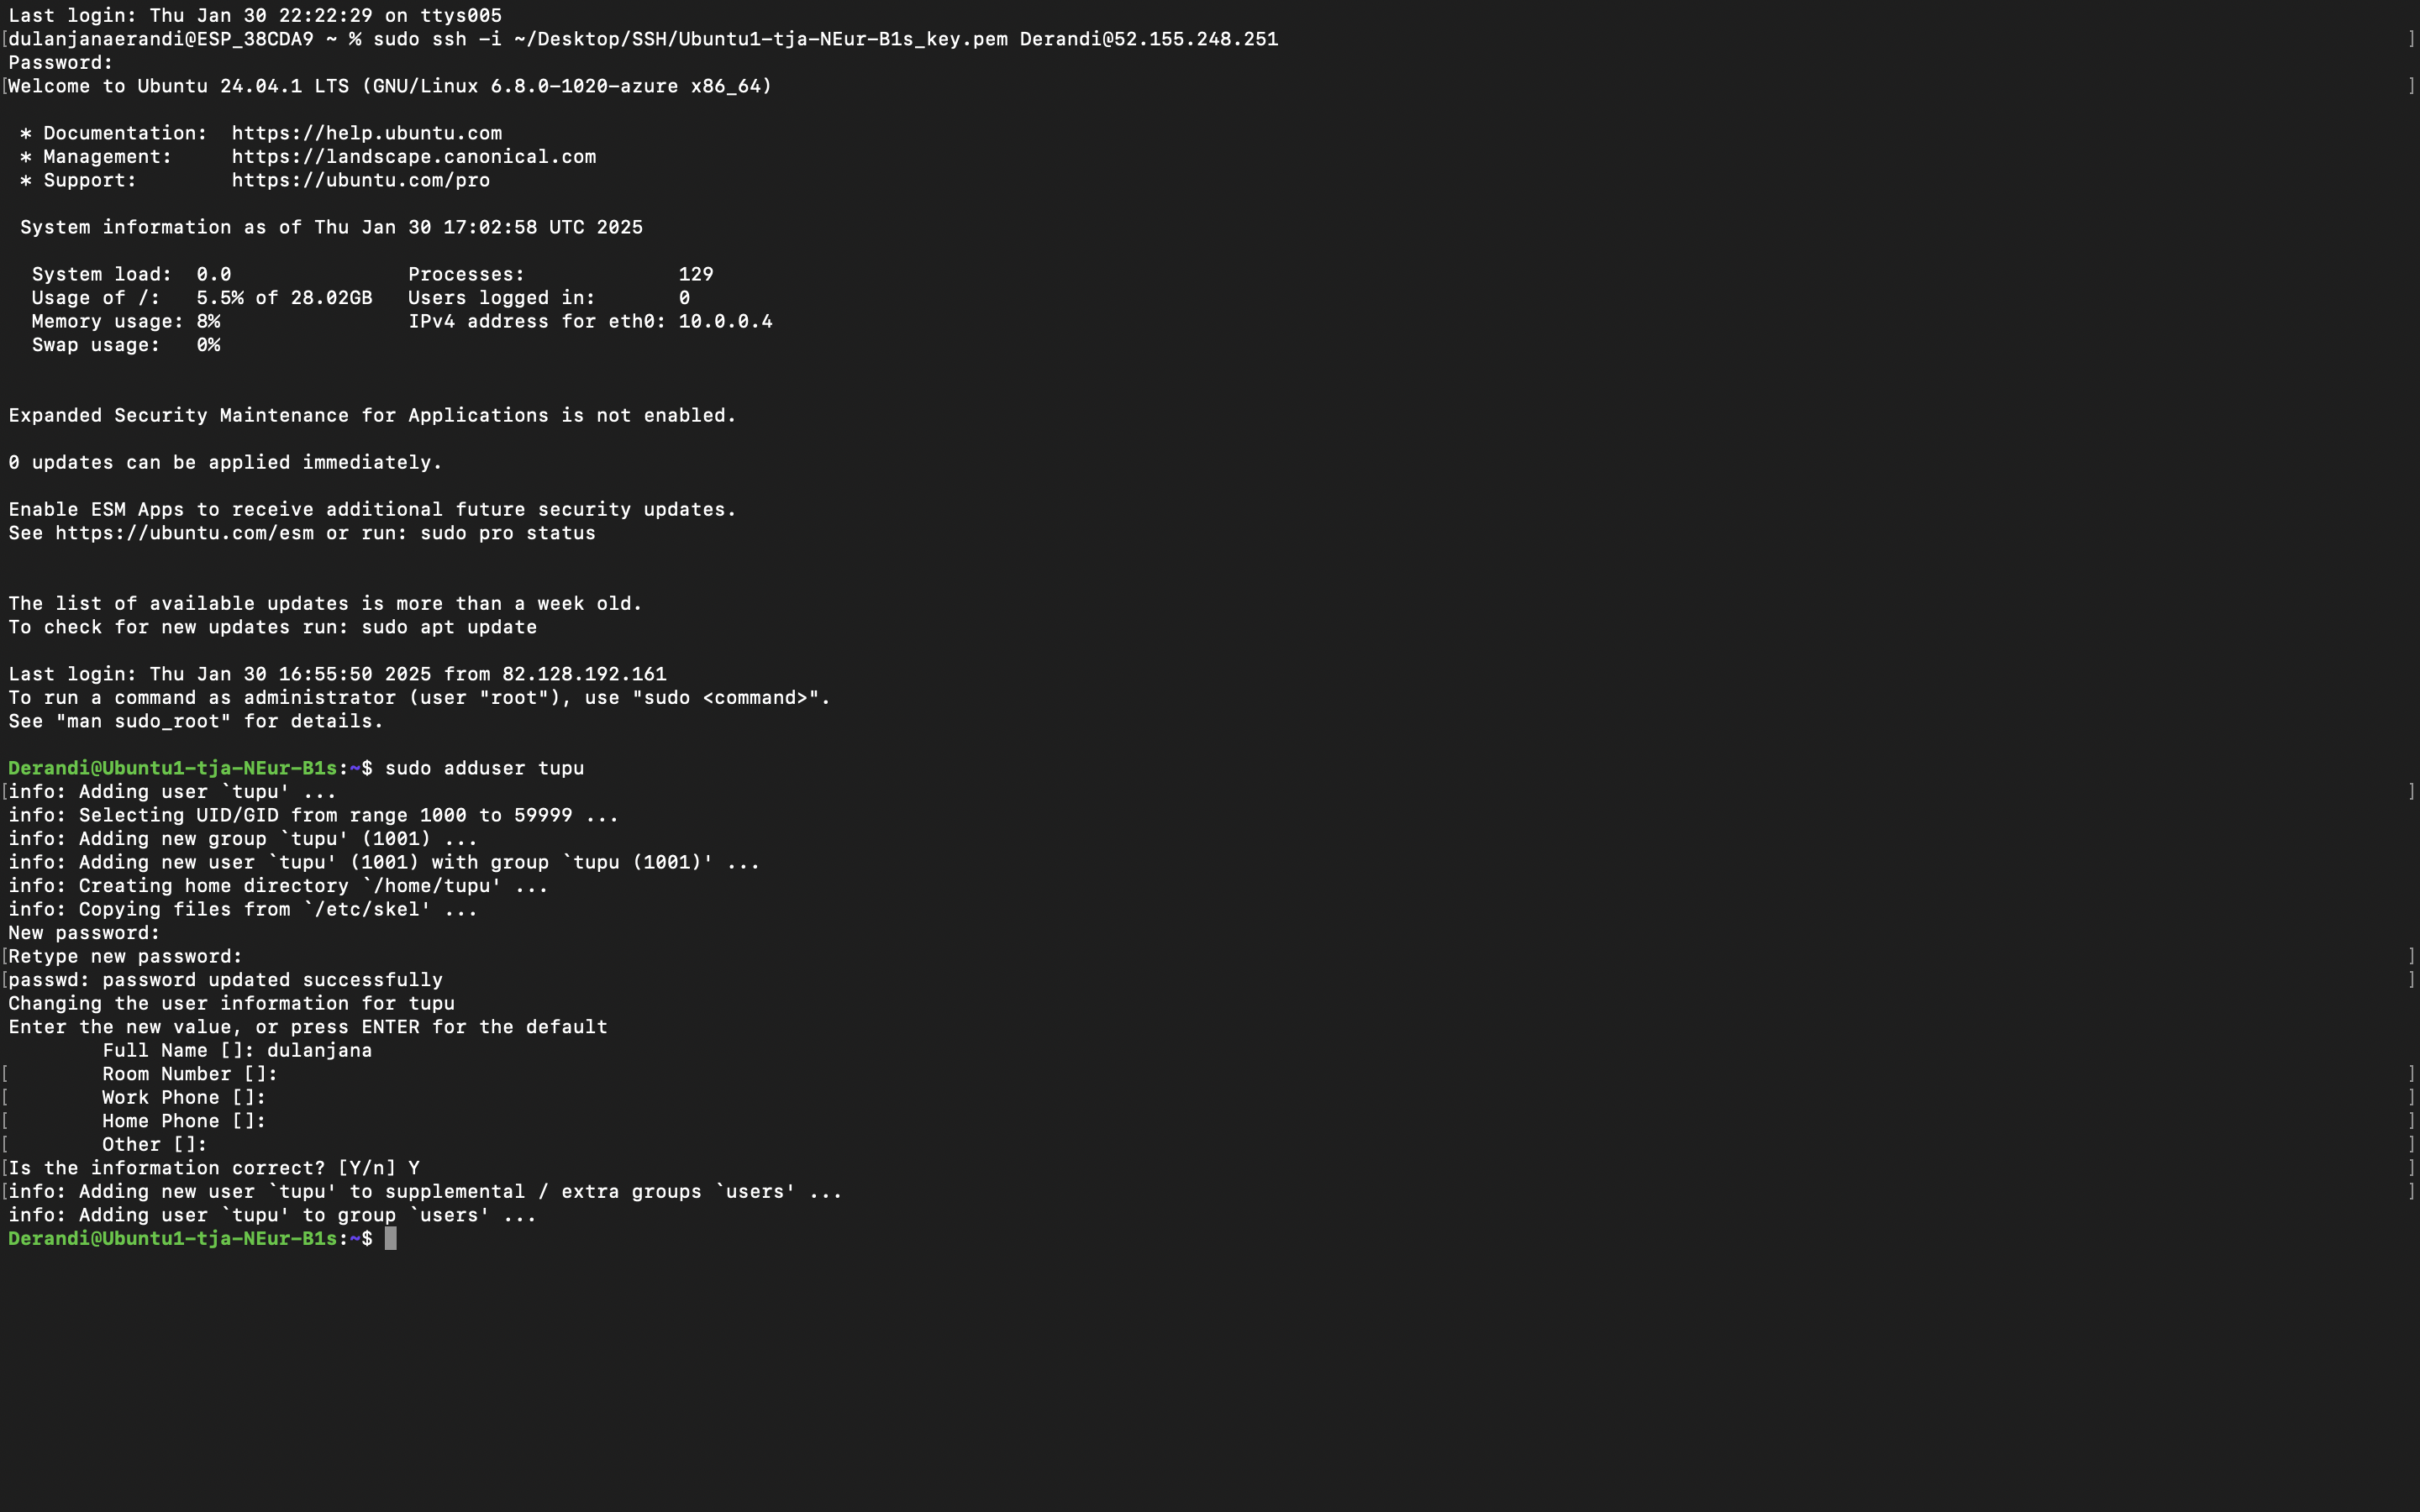 Last login: Thu Jan 30 22:22:29 on ttys005
[dulanjanaerandi@ESP_38CDA9 ~ % sudo ssh -i ~/Desktop/SSH/Ubuntu1-tja-NEur-B1s_key.pem Derandi@52.155.248.251 ]
Password:
[Welcome to Ubuntu 24.04.1 LTS (GNU/Linux 6.8.0-1020-azure x86_64) ]
* Documentation:  https://help.ubuntu.com
* Management:     https://landscape.canonical.com
* Support:        https://ubuntu.com/pro
System information as of Thu Jan 30 17:02:58 UTC 2025
System load:  0.0               Processes:             129
Usage of /:   5.5% of 28.02GB   Users logged in:       0
Memory usage: 8%                IPv4 address for eth0: 10.0.0.4
Swap usage:   0%
Expanded Security Maintenance for Applications is not enabled.
0 updates can be applied immediately.
Enable ESM Apps to receive additional future security updates.
See https://ubuntu.com/esm or run: sudo pro status
The list of available updates is more than a week old.
To check for new updates run: sudo apt update
Last login: Thu Jan 30 16:55:50 2025 from 82.128.192.161
To run a command as administrator (user "root"), use "sudo <command>".
See "man sudo_root" for details.
Derandi@Ubuntu1-tja-NEur-B1s:~$ sudo adduser tupu
[info: Adding user `tupu' ... ]
info: Selecting UID/GID from range 1000 to 59999 ...
info: Adding new group `tupu' (1001) ...
info: Adding new user `tupu' (1001) with group `tupu (1001)' ...
info: Creating home directory `/home/tupu' ...
info: Copying files from `/etc/skel' ...
New password:
[Retype new password: ]
[passwd: password updated successfully ]
Changing the user information for tupu
Enter the new value, or press ENTER for the default
Full Name []: dulanjana
[        Room Number []: ]
[        Work Phone []: ]
[        Home Phone []: ]
[        Other []: ]
[Is the information correct? [Y/n] Y ]
[info: Adding new user `tupu' to supplemental / extra groups `users' ... ]
info: Adding user `tupu' to group `users' ...
Derandi@Ubuntu1-tja-NEur-B1s:~$